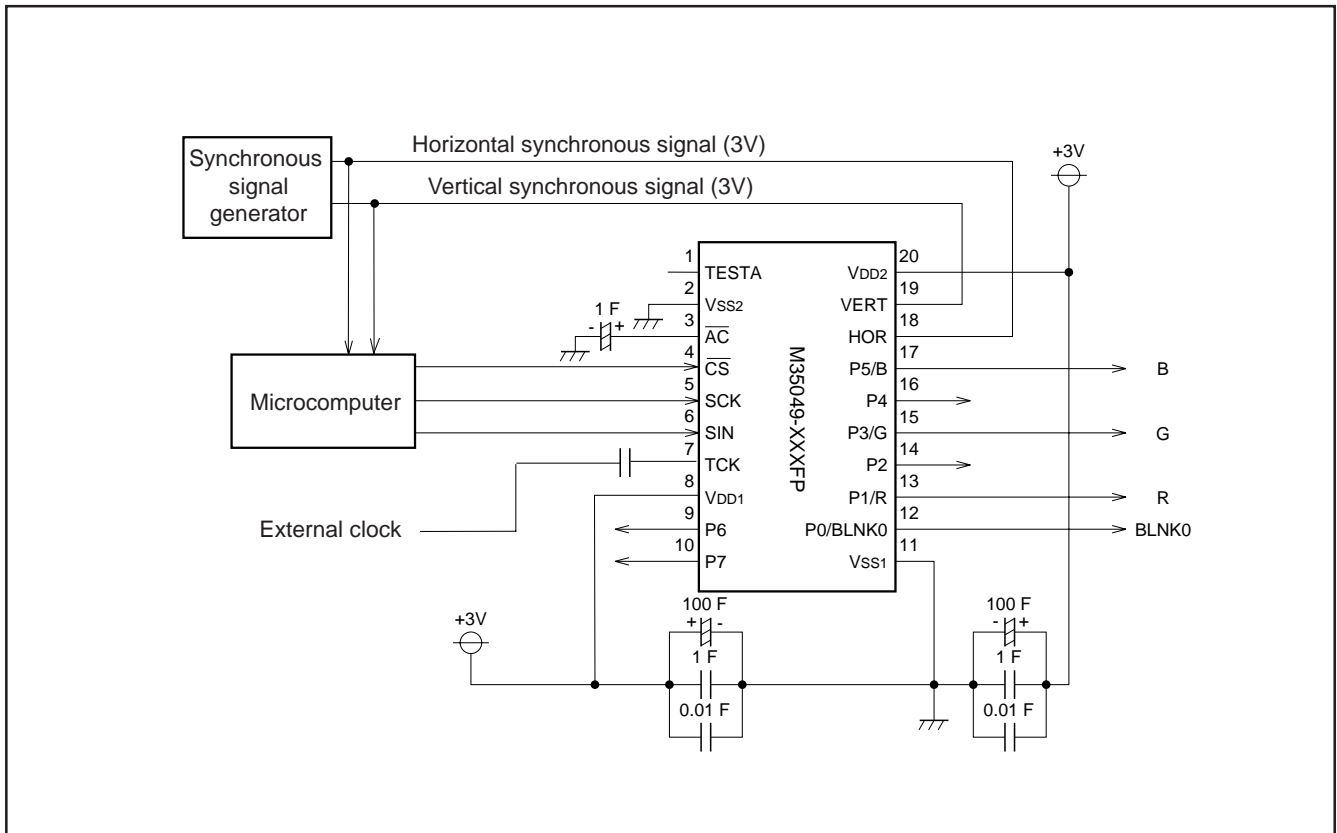 Horizontal synchronous signal (3V)
Synchronous
signal
generator
Vertical synchronous signal (3V)
+3V
1
TESTA
2
VSS2
1 F
- +
3
AC
4
CS
5
SCK
6
SIN
7
TCK
8
VDD1
9
P6
10
P7
M35049-XXXFP
20
VDD2
19
VERT
18
HOR
17
P5/B
B
16
P4
15
P3/G
G
14
P2
13
P1/R
R
12
P0/BLNK0
BLNK0
11
VSS1
Microcomputer
External clock
+3V
100 F
+ -
1 F
0.01 F
100 F
- +
1 F
0.01 F